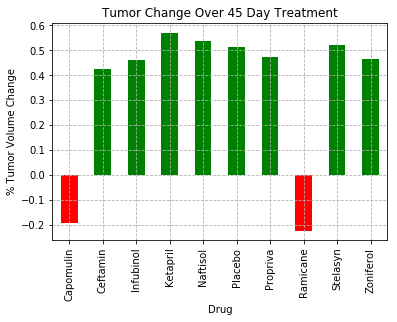 Tumor Change Over 45 Day Treatment
% Tumor Volume Change
0.6
0.5
0.4
0.3
0.2
0.1
0.0
−0.1
−0.2
Capomulin
Ceftamin
Infubinol
Ketapril
Naftisol
Placebo
Propriva
Ramicane
Stelasyn
Zoniferol
Drug